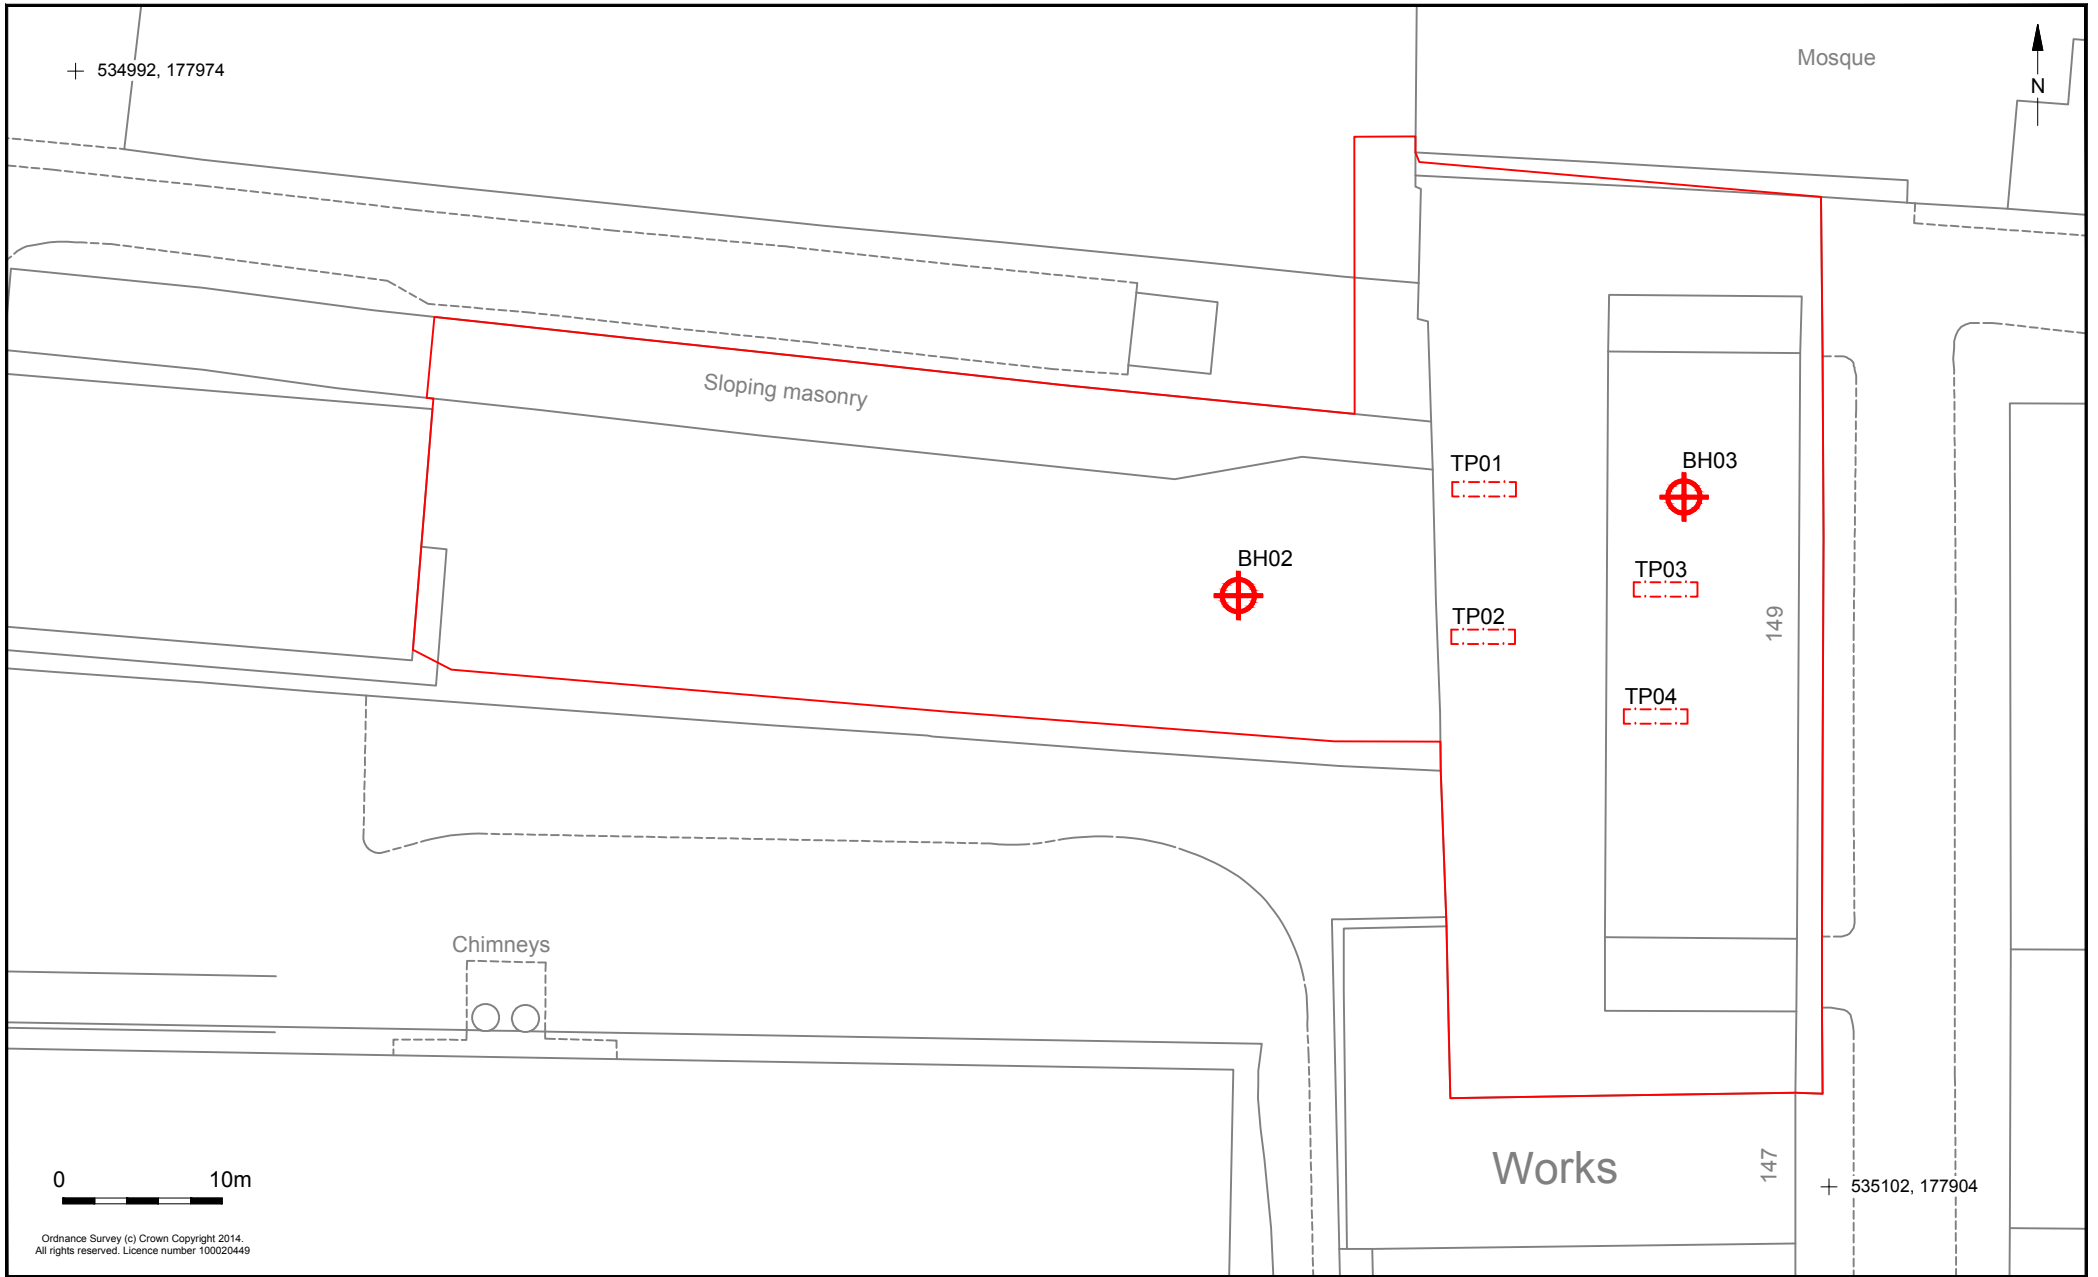 534992, 177974
Mosque
N
Sloping masonry
TP01
BH03
BH02
TP03
TP02
149
TP04
Chimneys
Works
147
0 10m
535102, 177904
Ordnance Survey (c) Crown Copyright 2014.
All rights reserved. Licence number 100020449